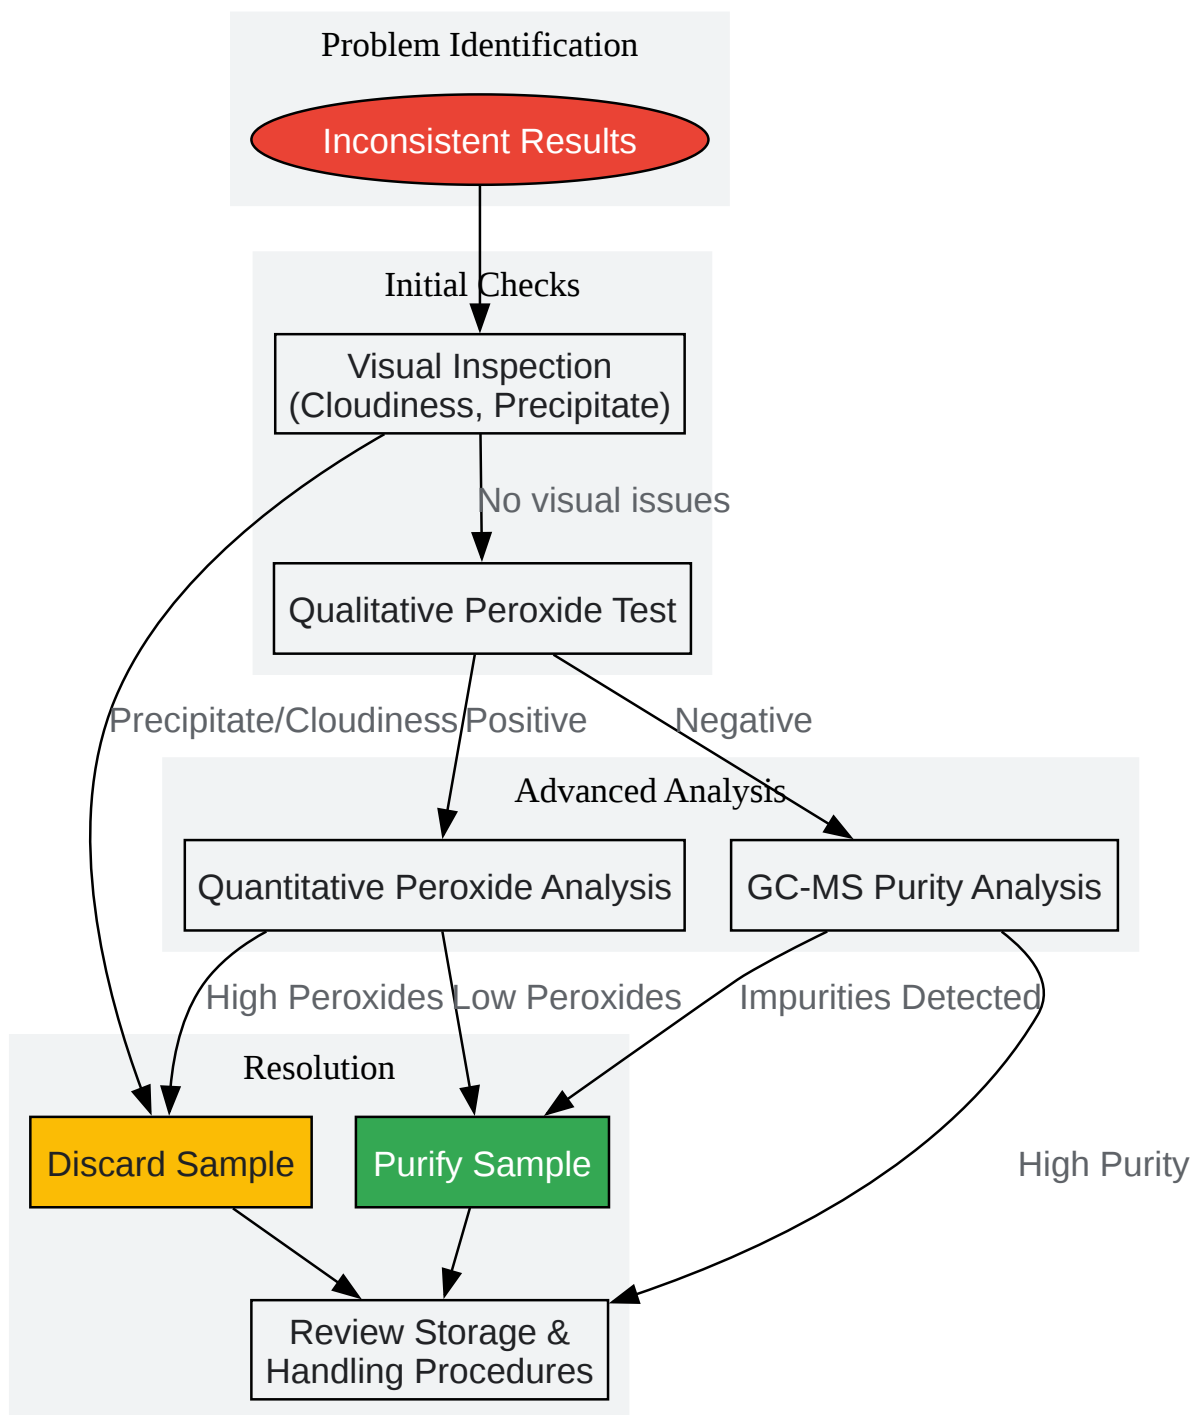 Problem Identification
Inconsistent Results
Initial Checks
Visual Inspection
(Cloudiness, Precipitate)
No visual issues
Qualitative Peroxide Test
Precipitate/Cloudiness
Positive
Negative
Advanced Analysis
Quantitative Peroxide Analysis
GC-MS Purity Analysis
High Peroxides
Low Peroxides
Impurities Detected
Resolution
Discard Sample
Purify Sample
High Purity
Review Storage &
Handling Procedures